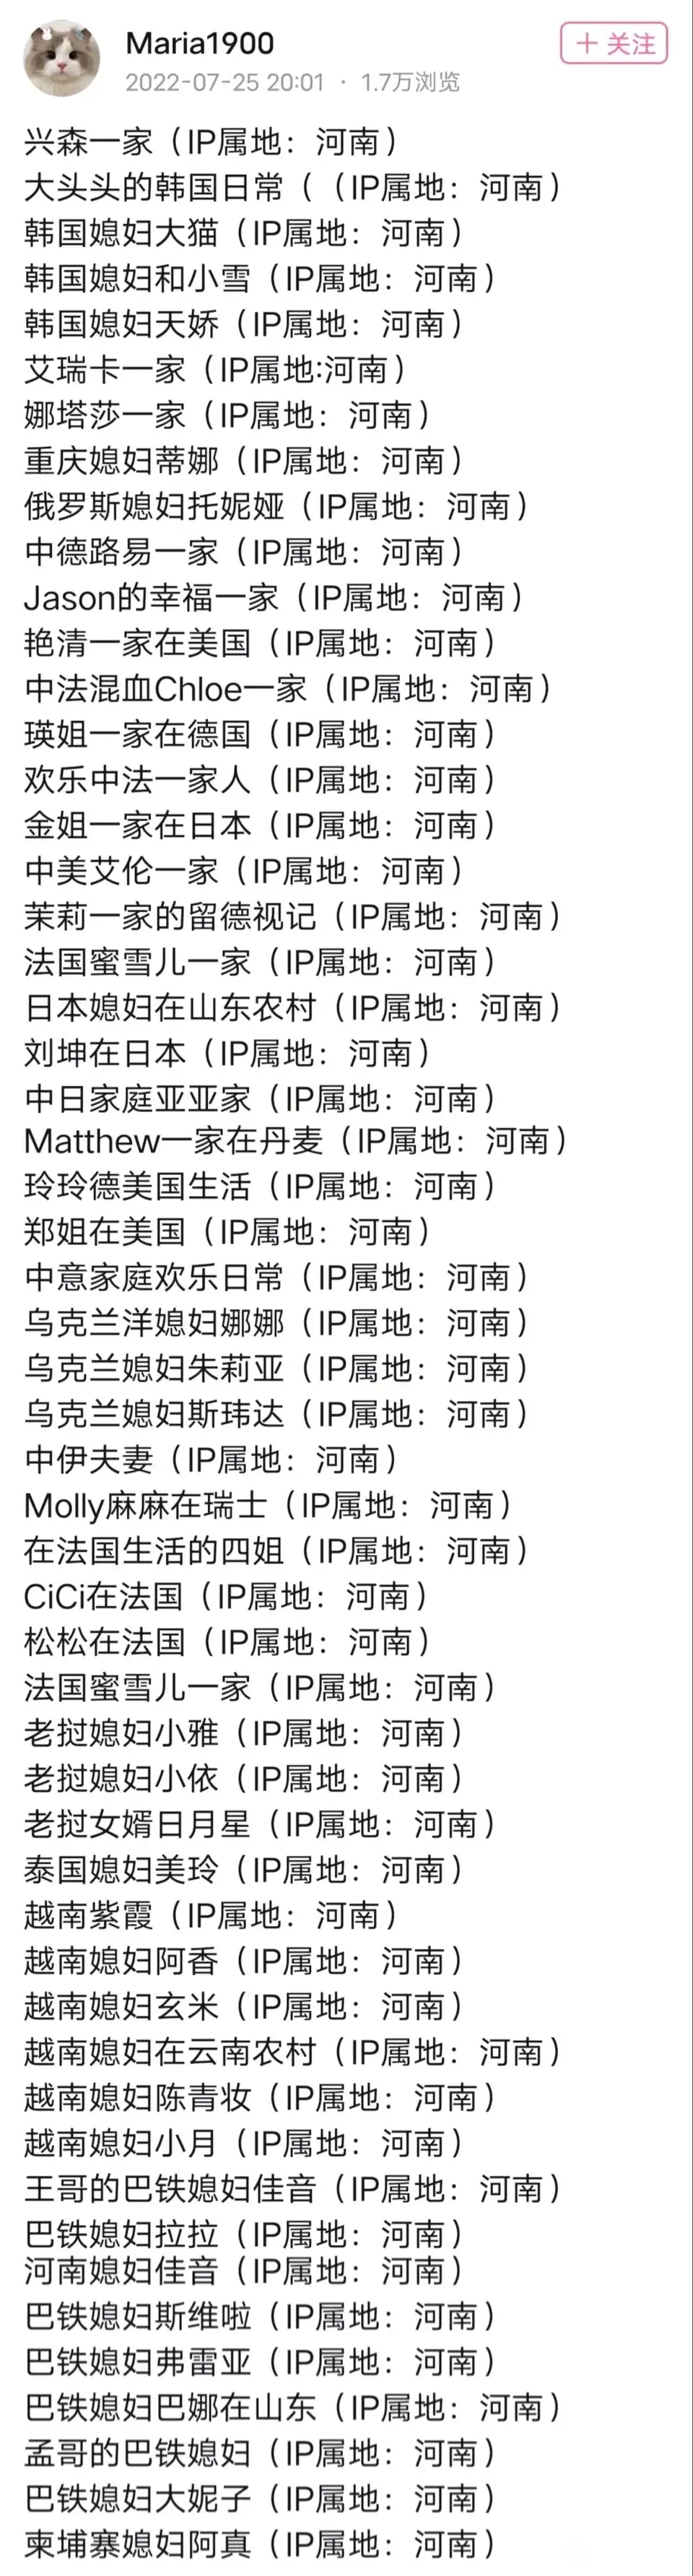 Maria1900
+ 关注
2022-07-25 20:01 · 1.7万浏览
兴森一家（IP属地：河南）
大头头的韩国日常（（IP属地：河南）
韩国媳妇大猫（IP属地：河南）
韩国媳妇和小雪（IP属地：河南）
韩国媳妇天娇（IP属地：河南）
艾瑞卡一家（IP属地:河南）
娜塔莎一家（IP属地：河南）
重庆媳妇蒂娜（IP属地：河南）
俄罗斯媳妇托妮娅（IP属地：河南）
中德路易一家（IP属地：河南）
Jason的幸福一家（IP属地：河南）
艳清一家在美国（IP属地：河南）
中法混血Chloe一家（IP属地：河南）
瑛姐一家在德国（IP属地：河南）
欢乐中法一家人（IP属地：河南）
金姐一家在日本（IP属地：河南）
中美艾伦一家（IP属地：河南）
茉莉一家的留德视记（IP属地：河南）
法国蜜雪儿一家（IP属地：河南）
日本媳妇在山东农村（IP属地：河南）
刘坤在日本（IP属地：河南）
中日家庭亚亚家（IP属地：河南）
Matthew一家在丹麦（IP属地：河南）
玲玲德美国生活（IP属地：河南）
郑姐在美国（IP属地：河南）
中意家庭欢乐日常（IP属地：河南）
乌克兰洋媳妇娜娜（IP属地：河南）
乌克兰媳妇朱莉亚（IP属地：河南）
乌克兰媳妇斯玮达（IP属地：河南）
中伊夫妻（IP属地：河南）
Molly麻麻在瑞士（IP属地：河南）
在法国生活的四姐（IP属地：河南）
CiCi在法国（IP属地：河南）
松松在法国（IP属地：河南）
法国蜜雪儿一家（IP属地：河南）
老挝媳妇小雅（IP属地：河南）
老挝媳妇小依（IP属地：河南）
老挝女婿日月星（IP属地：河南）
泰国媳妇美玲（IP属地：河南）
越南紫霞（IP属地：河南）
越南媳妇阿香（IP属地：河南）
越南媳妇玄米（IP属地：河南）
越南媳妇在云南农村（IP属地：河南）
越南媳妇陈青妆（IP属地：河南）
越南媳妇小月（IP属地：河南）
王哥的巴铁媳妇佳音（IP属地：河南）
巴铁媳妇拉拉（IP属地：河南）
河南媳妇佳音（IP属地：河南）
巴铁媳妇斯维啦（IP属地：河南）
巴铁媳妇弗雷亚（IP属地：河南）
巴铁媳妇巴娜在山东（IP属地：河南）
孟哥的巴铁媳妇（IP属地：河南）
巴铁媳妇大妮子（IP属地：河南）
柬埔寨媳妇阿真（IP属地：河南）